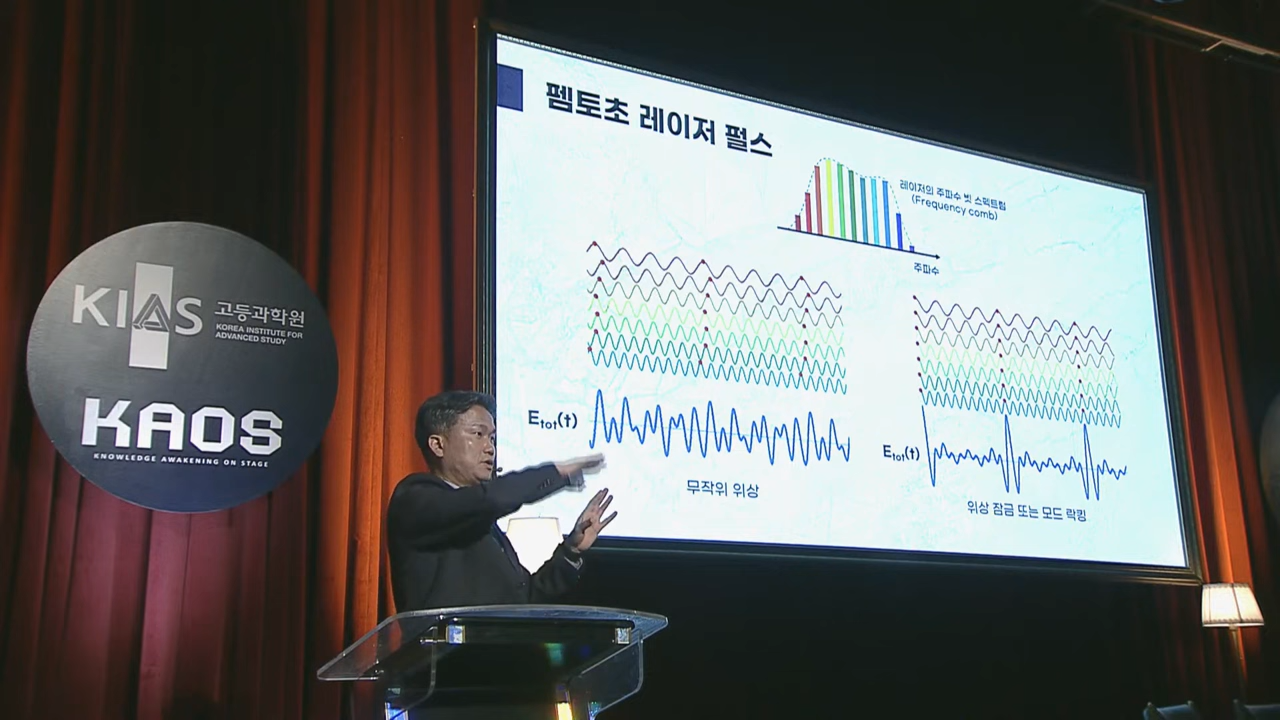 KIAS 고등과학원
KOREA INSTITUTE FOR
ADVANCED STUDY
KAOS
KNOWLEDGE AWAKENING ON STAGE
펨토초 레이저 펄스
레이저의 주파수 빗 스펙트럼
(Frequency comb)
주파수
Etot(t)
무작위 위상
Etot(t)
위상 잠금 또는 모드 락킹